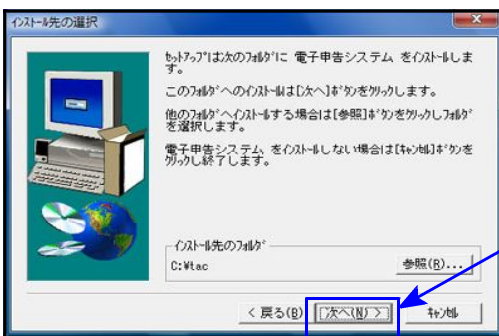 インストール先の選択
セットアップは次のフォルダに 電子申告システム をインストールしま
す。
このフォルダへのインストールは[次へ]ボタンをクリックします。
他のフォルダへインストールする場合は[参照]ボタンをクリックしフォルダ
を選択します。
電子申告システム をインストールしない場合は[キャンセル]ボタンを
クリックし終了します。
インストール先のフォルダ
C:¥tac
参照(R)...
< 戻る(B)
次へ(N) >
キャンセル